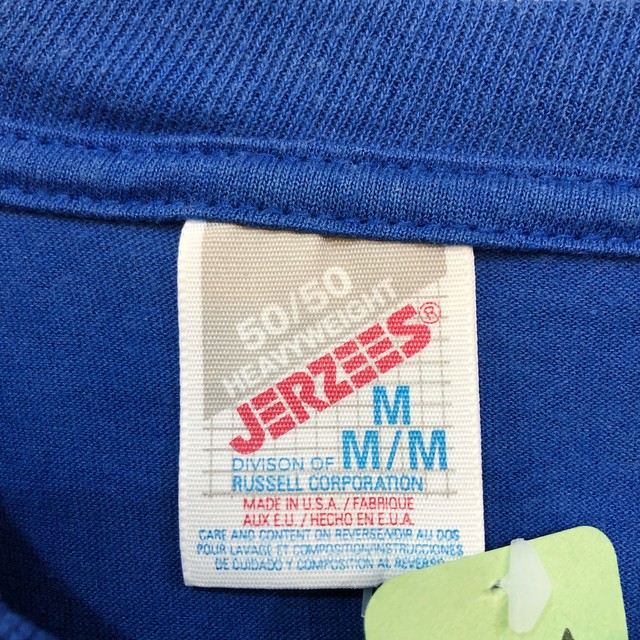 50/50
HEAVYWEIGHT
JERZEES®
M
DIVISON OF M/M
RUSSELL CORPORATION
MADE IN U.S.A./FABRIQUE
AUX E.U./HECHO EN E.U.A.
CARE AND CONTENT ON REVERSE/VOIR AU DOS
POUR LAVAGE ET COMPOSITION/INSTRUCCIONES
DE CUIDADO Y COMPOSICION AL REVERSO